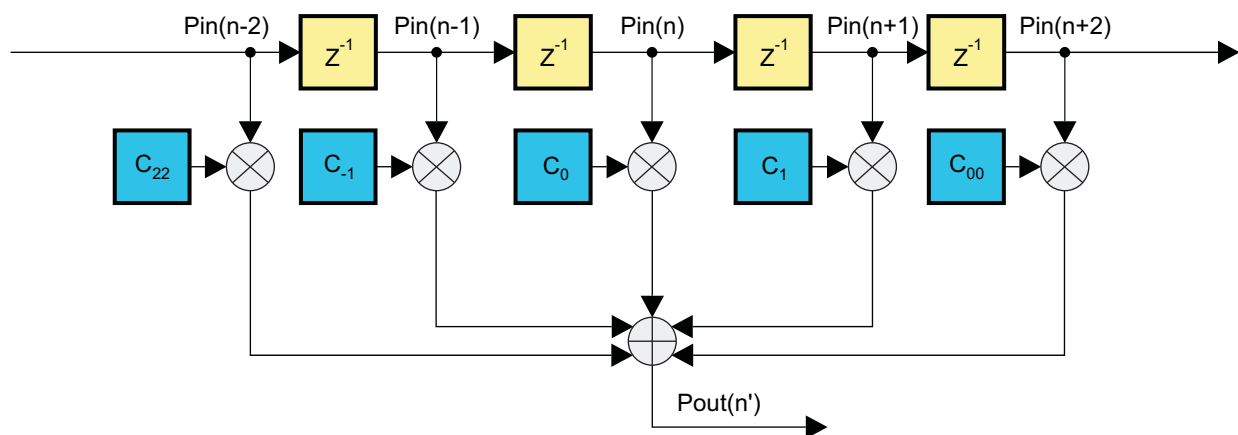 Pin(n-2) Pin(n-1) Pin(n) Pin(n+1) Pin(n+2)
Z⁻¹ Z⁻¹ Z⁻¹ Z⁻¹
C₂₂ C₋₁ C₀ C₁ C₀₀
Pout(n')